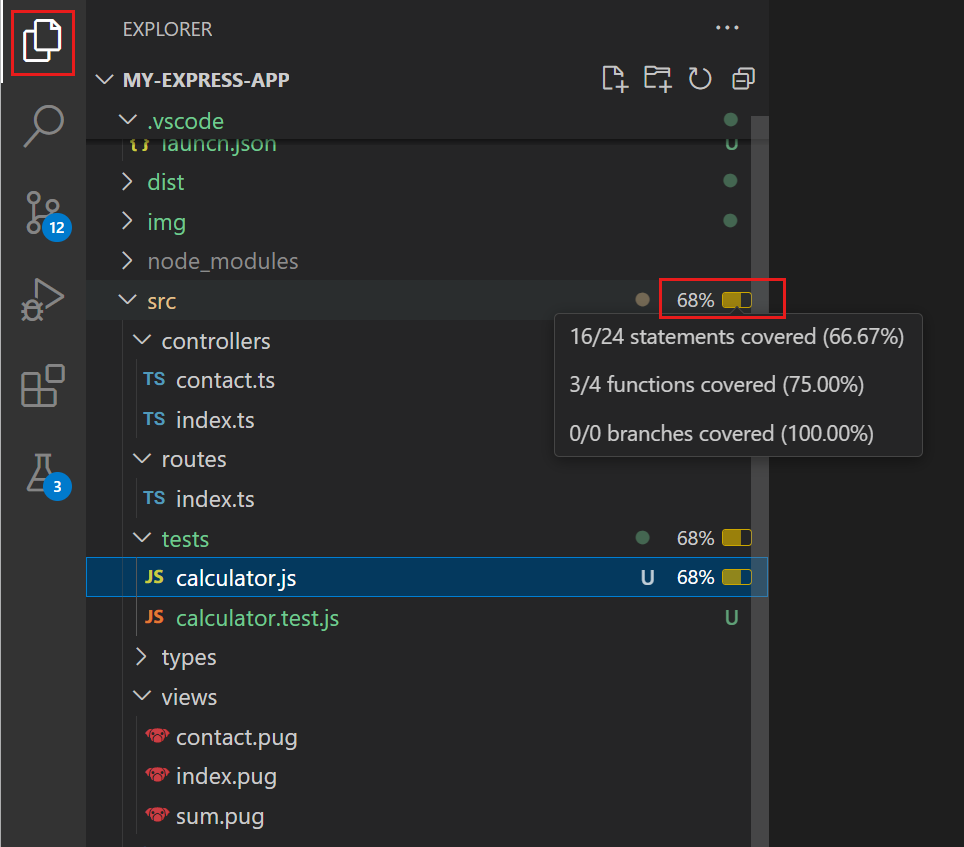 EXPLORER
MY-EXPRESS-APP
.vscode
{} launch.json U
dist
img
12
node_modules
src 68%
16/24 statements covered (66.67%)
3/4 functions covered (75.00%)
0/0 branches covered (100.00%)
controllers
TS contact.ts
TS index.ts
routes
3
TS index.ts
tests 68%
JS calculator.js U 68%
JS calculator.test.js U
types
views
contact.pug
index.pug
sum.pug